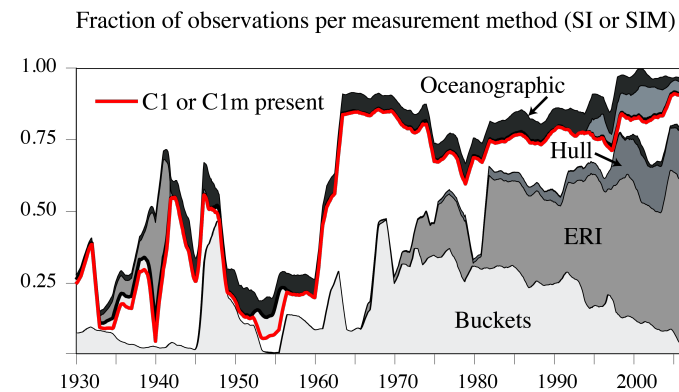 Fraction of observations per measurement method (SI or SIM)
1.00
Oceanographic
C1 or C1m present
0.75
Hull
0.50
ERI
0.25
Buckets
1930 1940 1950 1960 1970 1980 1990 2000